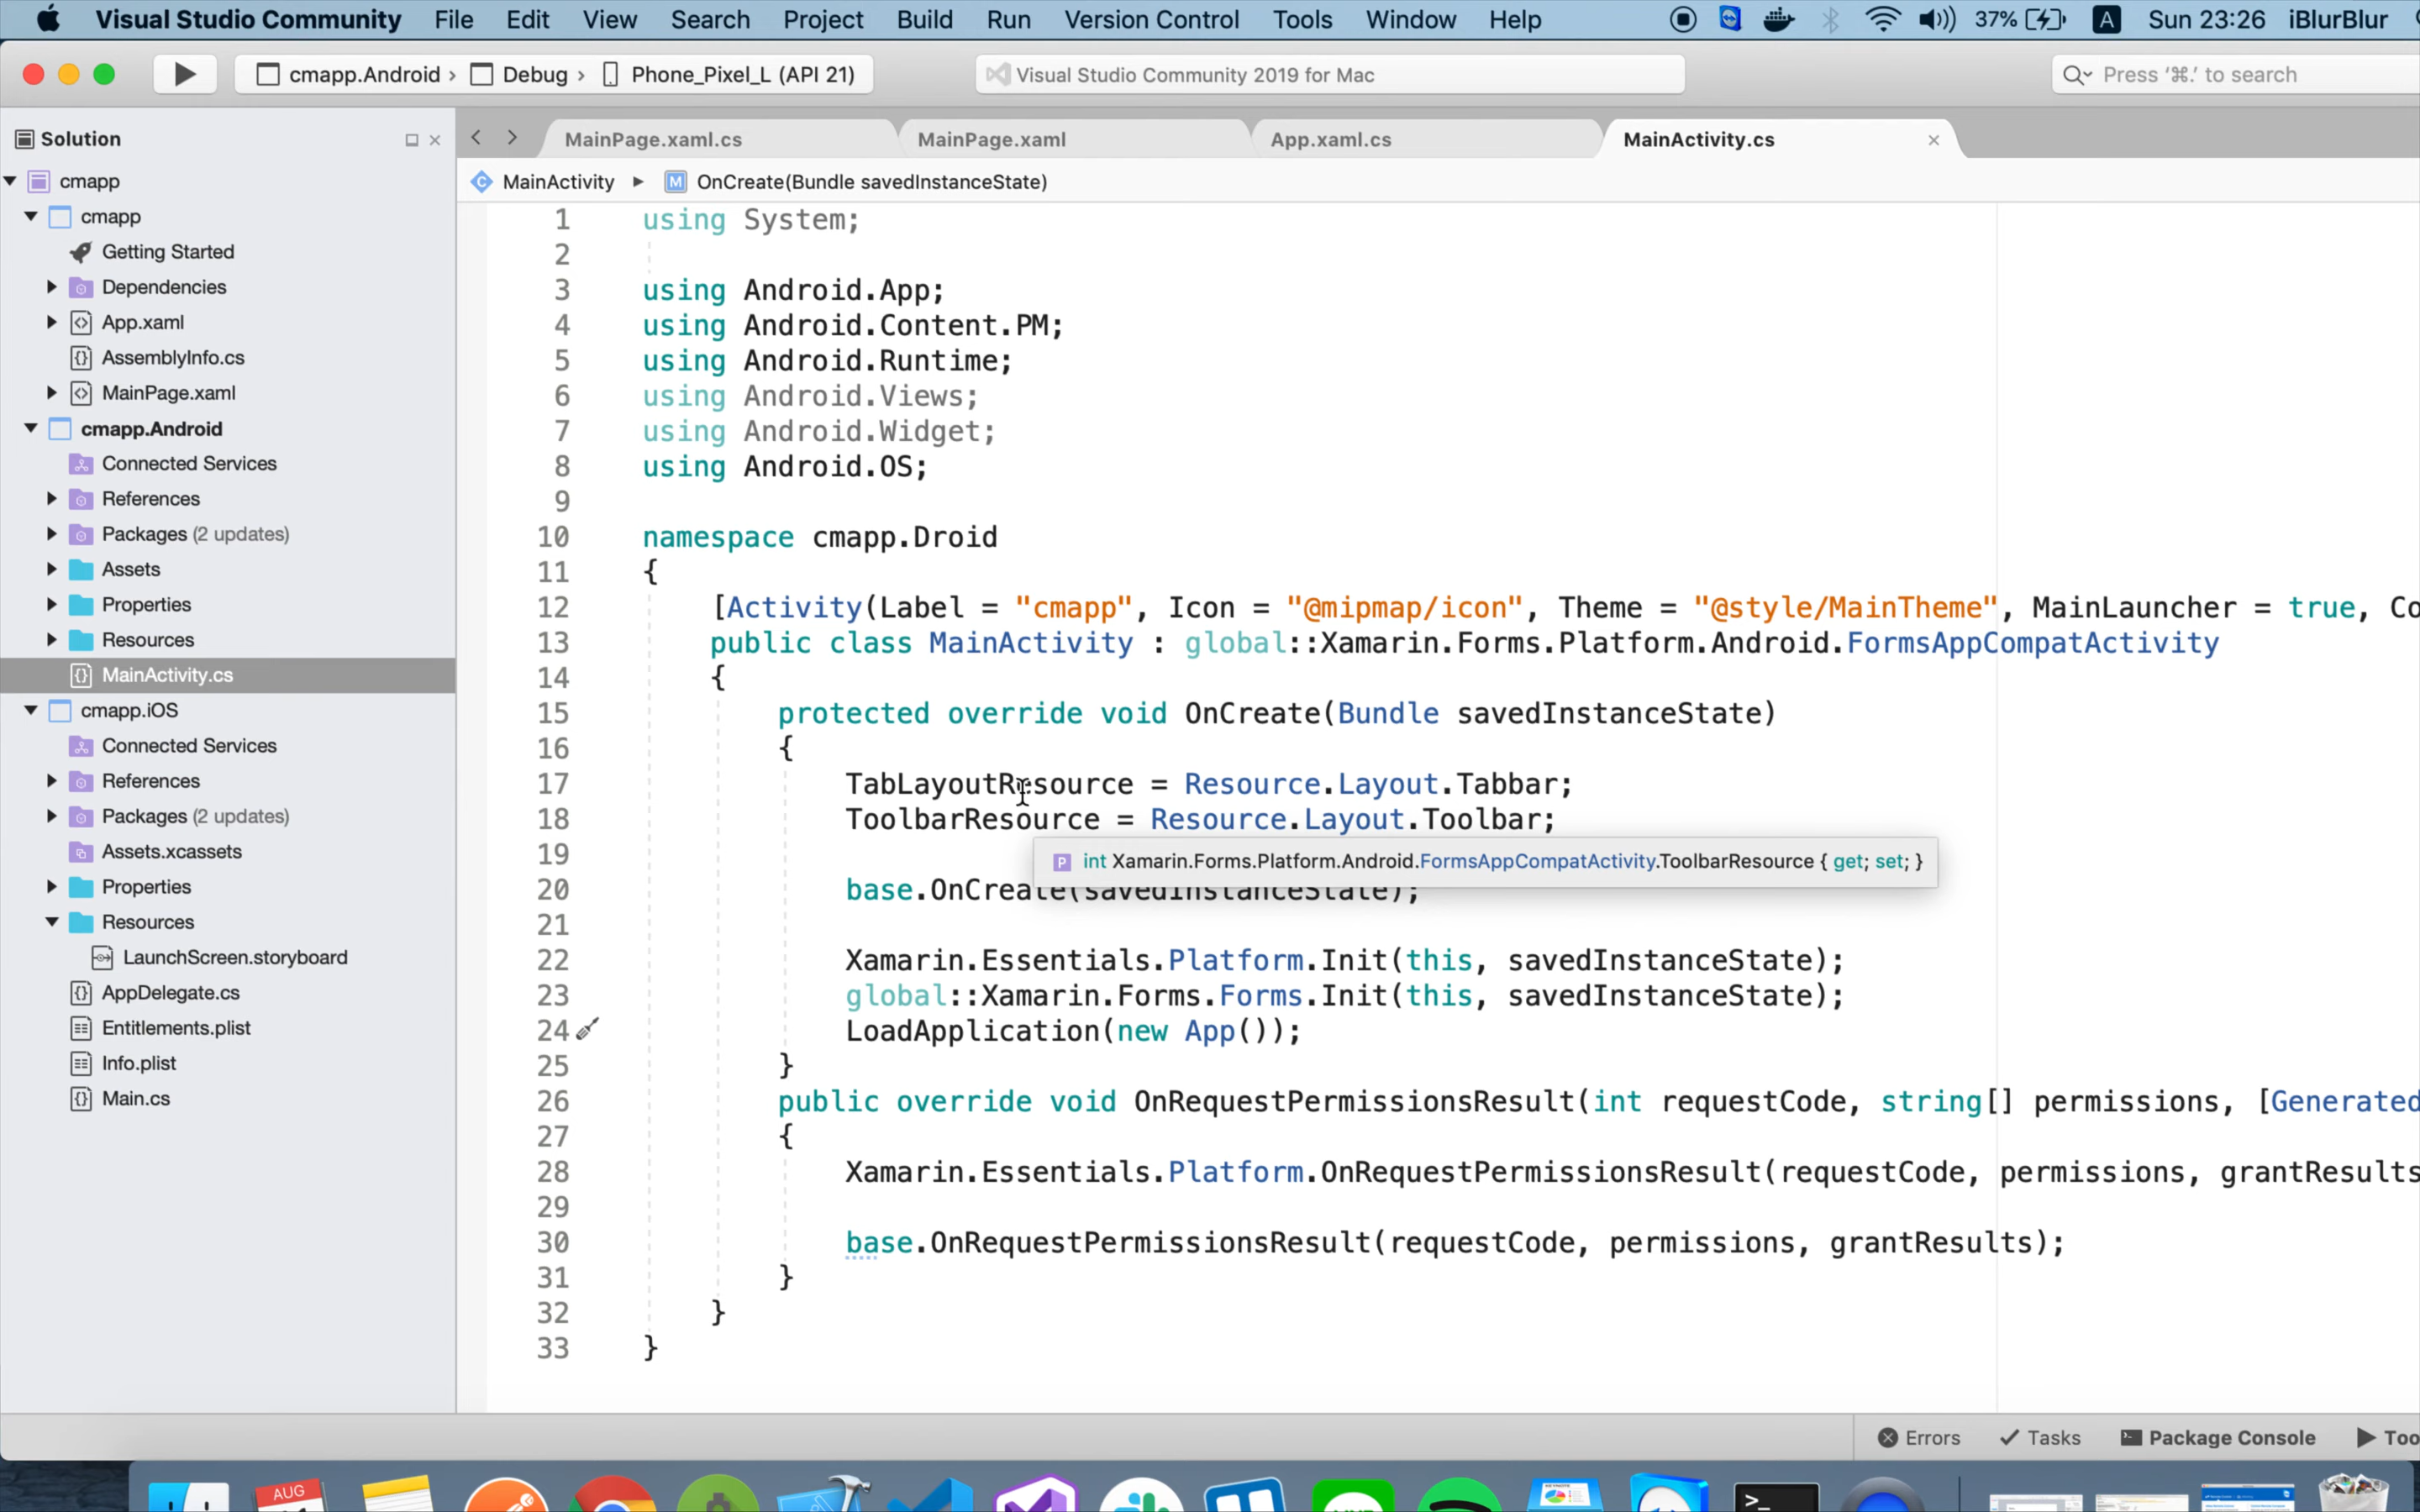 Visual Studio Community File Edit View Search Project Build Run Version Control Tools Window Help 37% A Sun 23:26 iBlurBlur
cmapp.Android › Debug › Phone_Pixel_L (API 21)
Visual Studio Community 2019 for Mac
Press ‘⌘.’ to search
Solution
MainPage.xaml.cs
MainPage.xaml
App.xaml.cs
MainActivity.cs
MainActivity
M OnCreate(Bundle savedInstanceState)
cmapp
cmapp
Getting Started
Dependencies
App.xaml
AssemblyInfo.cs
MainPage.xaml
cmapp.Android
Connected Services
References
Packages (2 updates)
Assets
Properties
Resources
MainActivity.cs
cmapp.iOS
Connected Services
References
Packages (2 updates)
Assets.xcassets
Properties
Resources
LaunchScreen.storyboard
AppDelegate.cs
Entitlements.plist
Info.plist
Main.cs
1 using System;
2
3 using Android.App;
4 using Android.Content.PM;
5 using Android.Runtime;
6 using Android.Views;
7 using Android.Widget;
8 using Android.OS;
9
10 namespace cmapp.Droid
11 {
12 [Activity(Label = "cmapp", Icon = "@mipmap/icon", Theme = "@style/MainTheme", MainLauncher = true, Co
13 public class MainActivity : global::Xamarin.Forms.Platform.Android.FormsAppCompatActivity
14 {
15 protected override void OnCreate(Bundle savedInstanceState)
16 {
17 TabLayoutResource = Resource.Layout.Tabbar;
18 ToolbarResource = Resource.Layout.Toolbar;
19
P int Xamarin.Forms.Platform.Android.FormsAppCompatActivity.ToolbarResource { get; set; }
20 base.OnCreate(savedInstanceState);
21
22 Xamarin.Essentials.Platform.Init(this, savedInstanceState);
23 global::Xamarin.Forms.Forms.Init(this, savedInstanceState);
24 LoadApplication(new App());
25 }
26 public override void OnRequestPermissionsResult(int requestCode, string[] permissions, [Generated
27 {
28 Xamarin.Essentials.Platform.OnRequestPermissionsResult(requestCode, permissions, grantResults
29
30 base.OnRequestPermissionsResult(requestCode, permissions, grantResults);
31 }
32 }
33 }
Errors Tasks Package Console Too
AUG